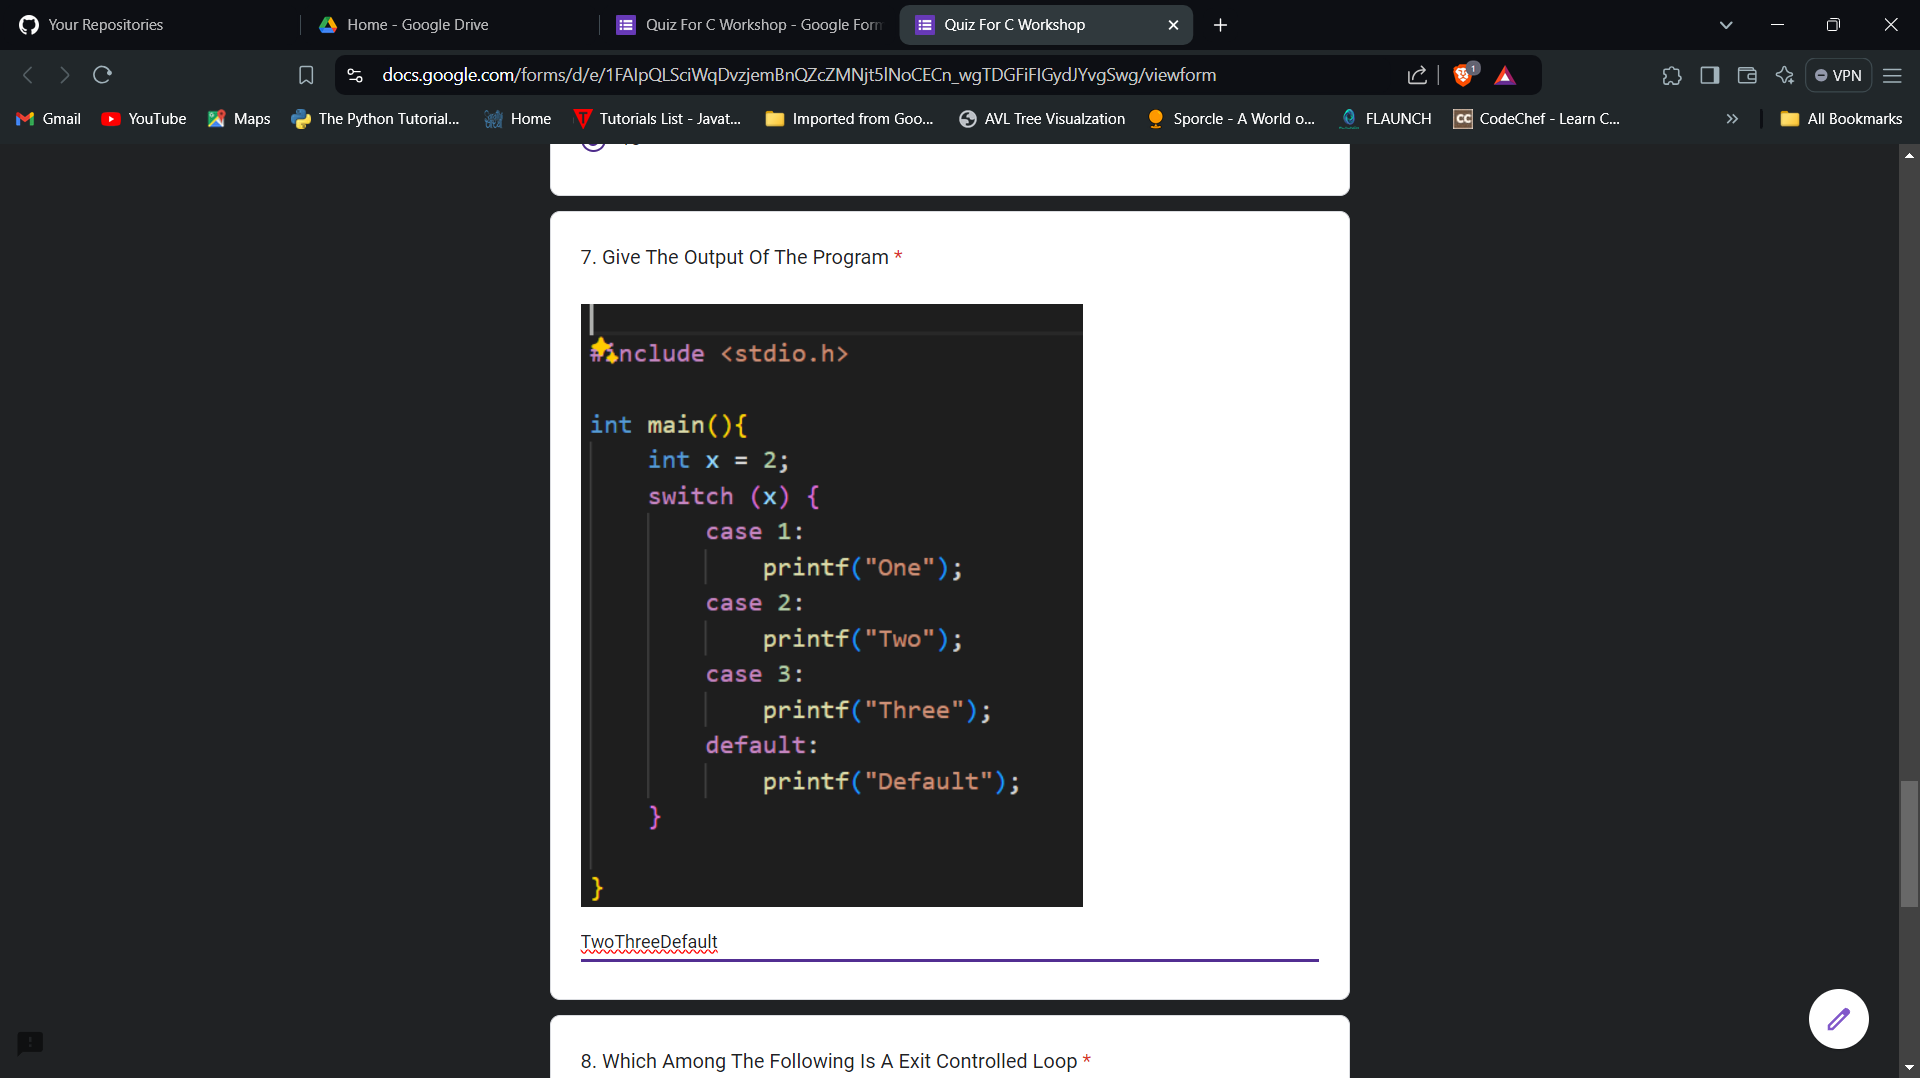 Your Repositories
Home - Google Drive
Quiz For C Workshop - Google Form
Quiz For C Workshop
docs.google.com/forms/d/e/1FAIpQLSciWqDvzjemBnQZcZMNjt5lNoCECn_wgTDGFiFIGydJYvgSwg/viewform
1
VPN
Gmail
YouTube
Maps
The Python Tutorial...
Home
Tutorials List - Javat...
Imported from Goo...
AVL Tree Visualzation
Sporcle - A World o...
FLAUNCH
CC
CodeChef - Learn C...
»
All Bookmarks
7. Give The Output Of The Program *
#include <stdio.h>
int main(){
int x = 2;
switch (x) {
case 1:
printf("One");
case 2:
printf("Two");
case 3:
printf("Three");
default:
printf("Default");
}
}
TwoThreeDefault
8. Which Among The Following Is A Exit Controlled Loop *